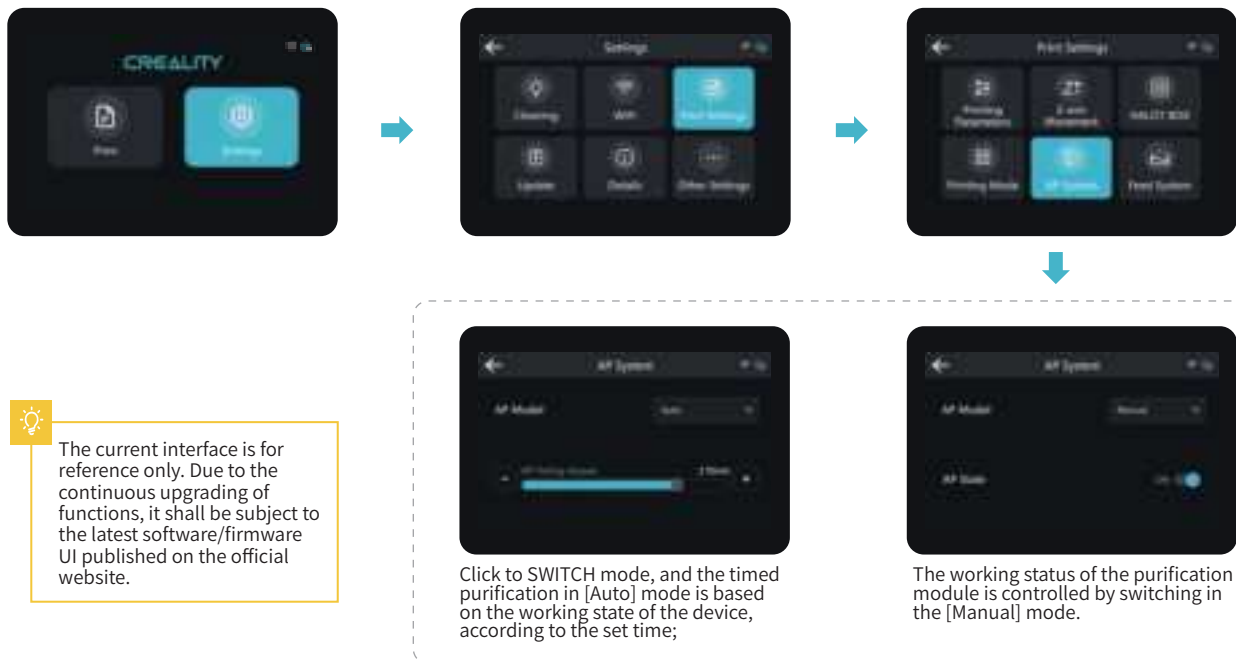 CREALITY
Print
Settings
Settings
Cleaning
WiFi
Print Settings
Update
Details
Other Settings
Print Settings
Printing
Parameters
Z-axis
Movement
HALOT BOX
Printing Mode
AP System
Feed System
AP System
AP Model
Auto
AP System
AP Model
Manual
AP State
The current interface is for
reference only. Due to the
continuous upgrading of
functions, it shall be subject to
the latest software/firmware
UI published on the official
website.
Click to SWITCH mode, and the timed
purification in [Auto] mode is based
on the working state of the device,
according to the set time;
The working status of the purification
module is controlled by switching in
the [Manual] mode.